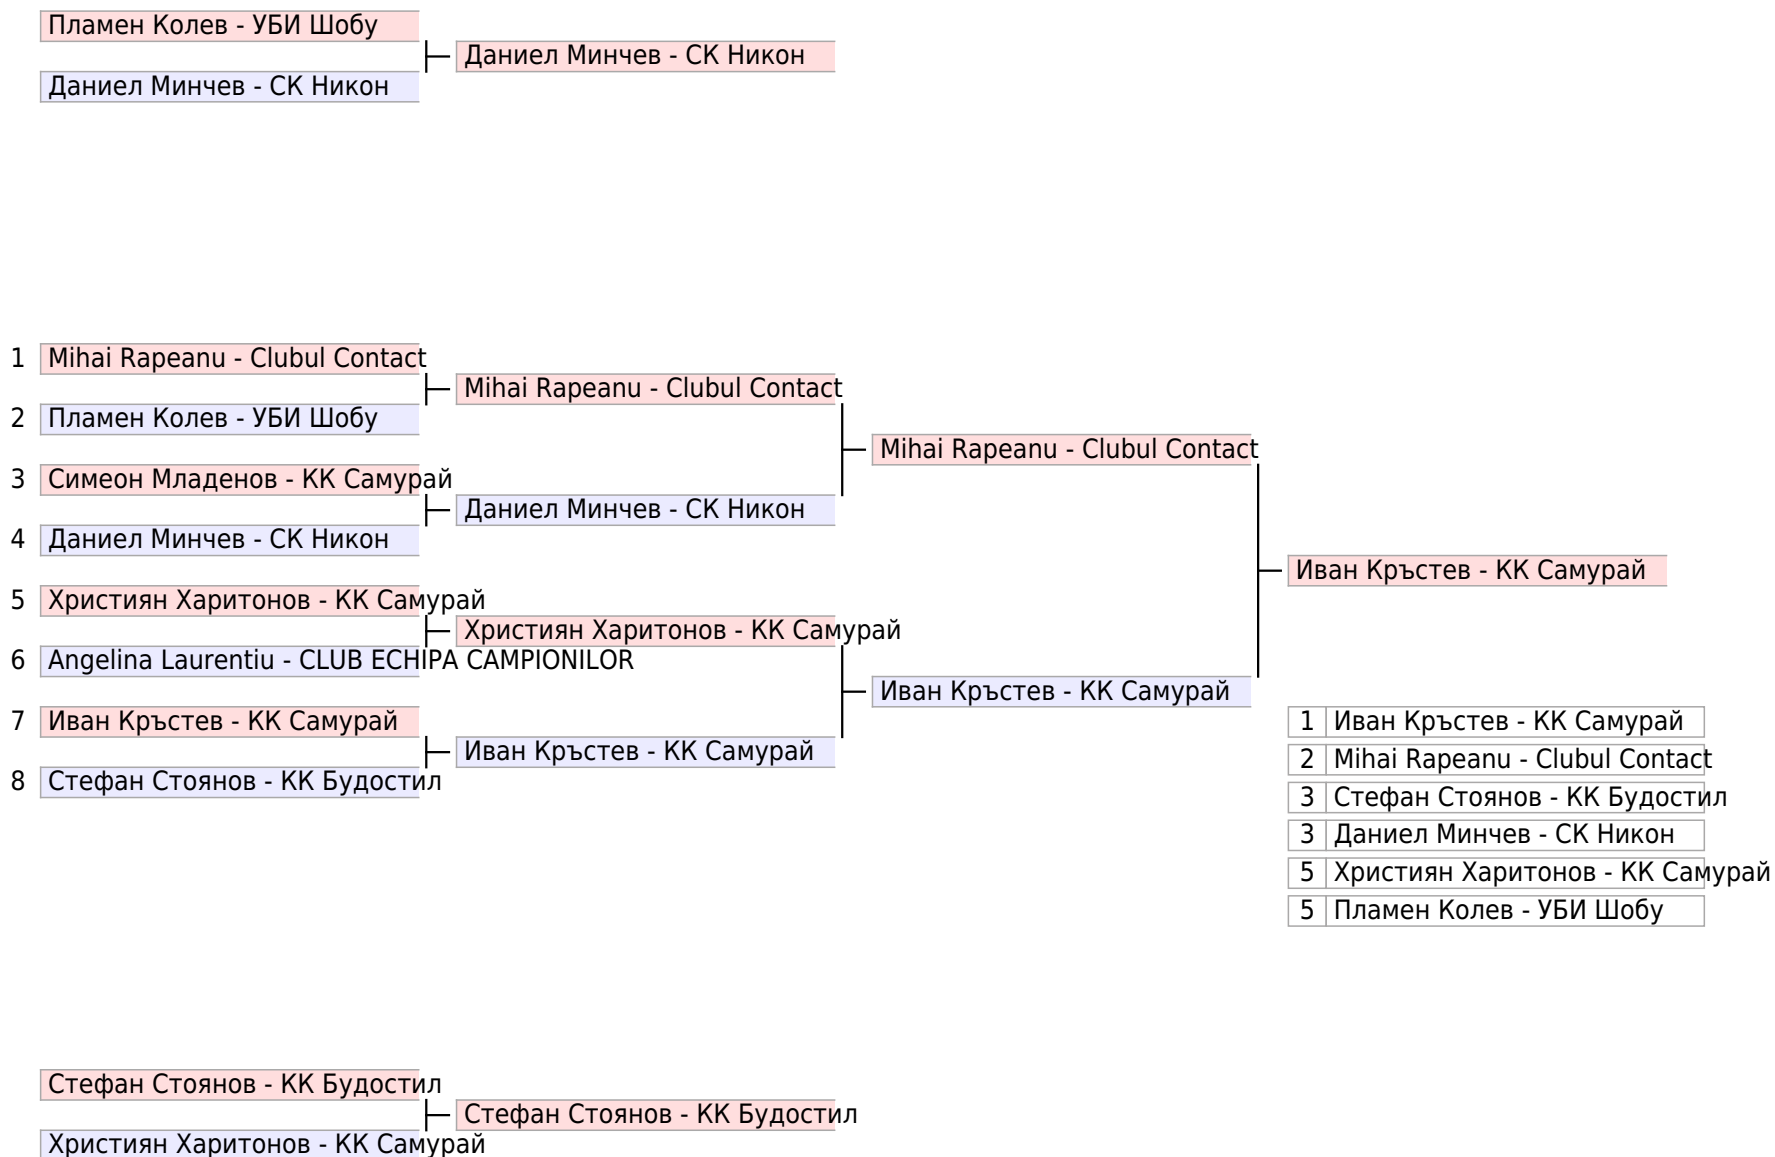 Пламен Колев - УБИ Шобу
Даниел Минчев - СК Никон
Даниел Минчев - СК Никон
1 Mihai Rapeanu - Clubul Contact
Mihai Rapeanu - Clubul Contact
2 Пламен Колев - УБИ Шобу
Mihai Rapeanu - Clubul Contact
3 Симеон Младенов - КК Самурай
Даниел Минчев - СК Никон
4 Даниел Минчев - СК Никон
Иван Кръстев - КК Самурай
5 Християн Харитонов - КК Самурай
Християн Харитонов - КК Самурай
6 Angelina Laurentiu - CLUB ECHIPA CAMPIONILOR
Иван Кръстев - КК Самурай
7 Иван Кръстев - КК Самурай
Иван Кръстев - КК Самурай
8 Стефан Стоянов - КК Будостил
1 Иван Кръстев - КК Самурай
2 Mihai Rapeanu - Clubul Contact
3 Стефан Стоянов - КК Будостил
3 Даниел Минчев - СК Никон
5 Християн Харитонов - КК Самурай
5 Пламен Колев - УБИ Шобу
Стефан Стоянов - КК Будостил
Стефан Стоянов - КК Будостил
Християн Харитонов - КК Самурай